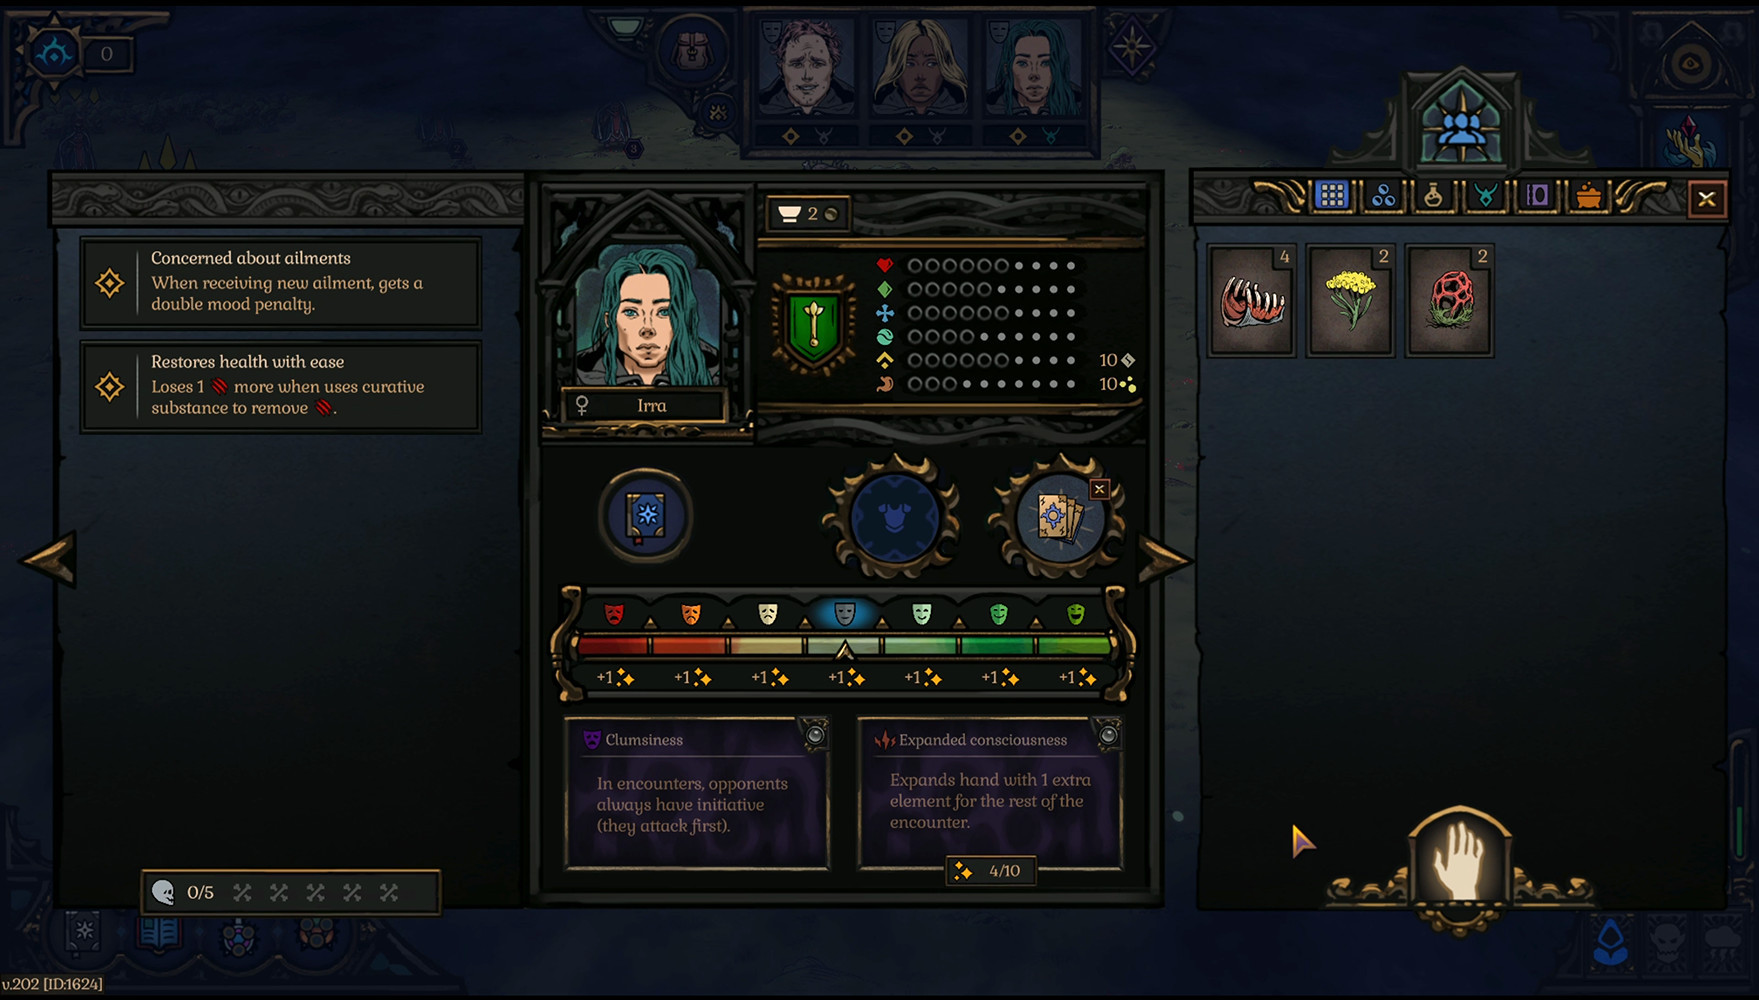 0
2
3
Concerned about ailments
When receiving new ailment, gets a
double mood penalty.
Restores health with ease
Loses 1 more when uses curative
substance to remove .
0/5
2
10
10
Irra
+1 +1 +1 +1 +1 +1 +1
Clumsiness
In encounters, opponents
always have initiative
(they attack first).
Expanded consciousness
Expands hand with 1 extra
element for the rest of the
encounter.
4/10
4 2 2
v.202 [ID:1624]